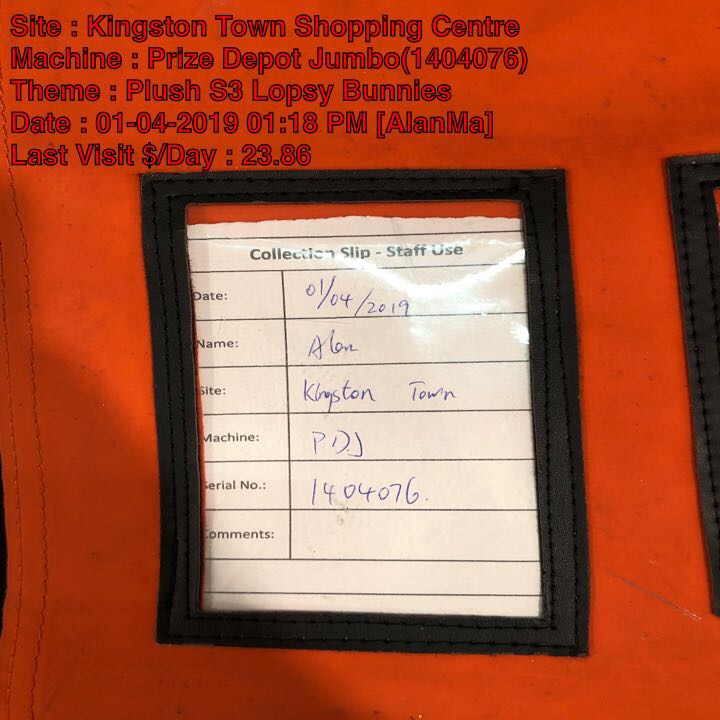 Site : Kingston Town Shopping Centre
Machine : Prize Depot Jumbo(1404076)
Theme : Plush S3 Lopsy Bunnies
Date : 01-04-2019 01:18 PM [AlanMa]
Last Visit $/Day : 23.86
Collection Slip - Staff Use
Date: 01/04/2019
Name: Alan
Site: Kingston Town
Machine: P.D.J
Serial No.: 1404076.
Comments: